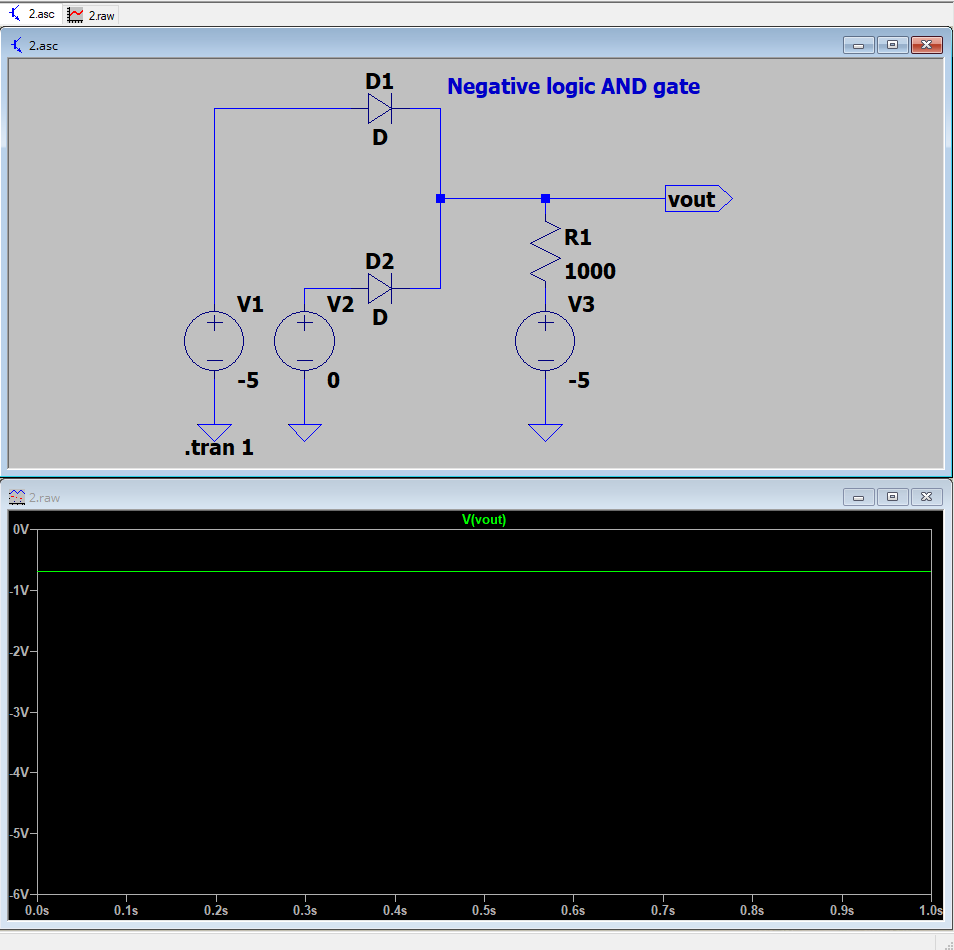 2.asc
2.raw
2.asc
D1
Negative logic AND gate
D
vout
R1
D2
1000
V1
V2
V3
D
-5
0
-5
.tran 1
2.raw
V(vout)
0V
-1V
-2V
-3V
-4V
-5V
-6V
0.0s 0.1s 0.2s 0.3s 0.4s 0.5s 0.6s 0.7s 0.8s 0.9s 1.0s